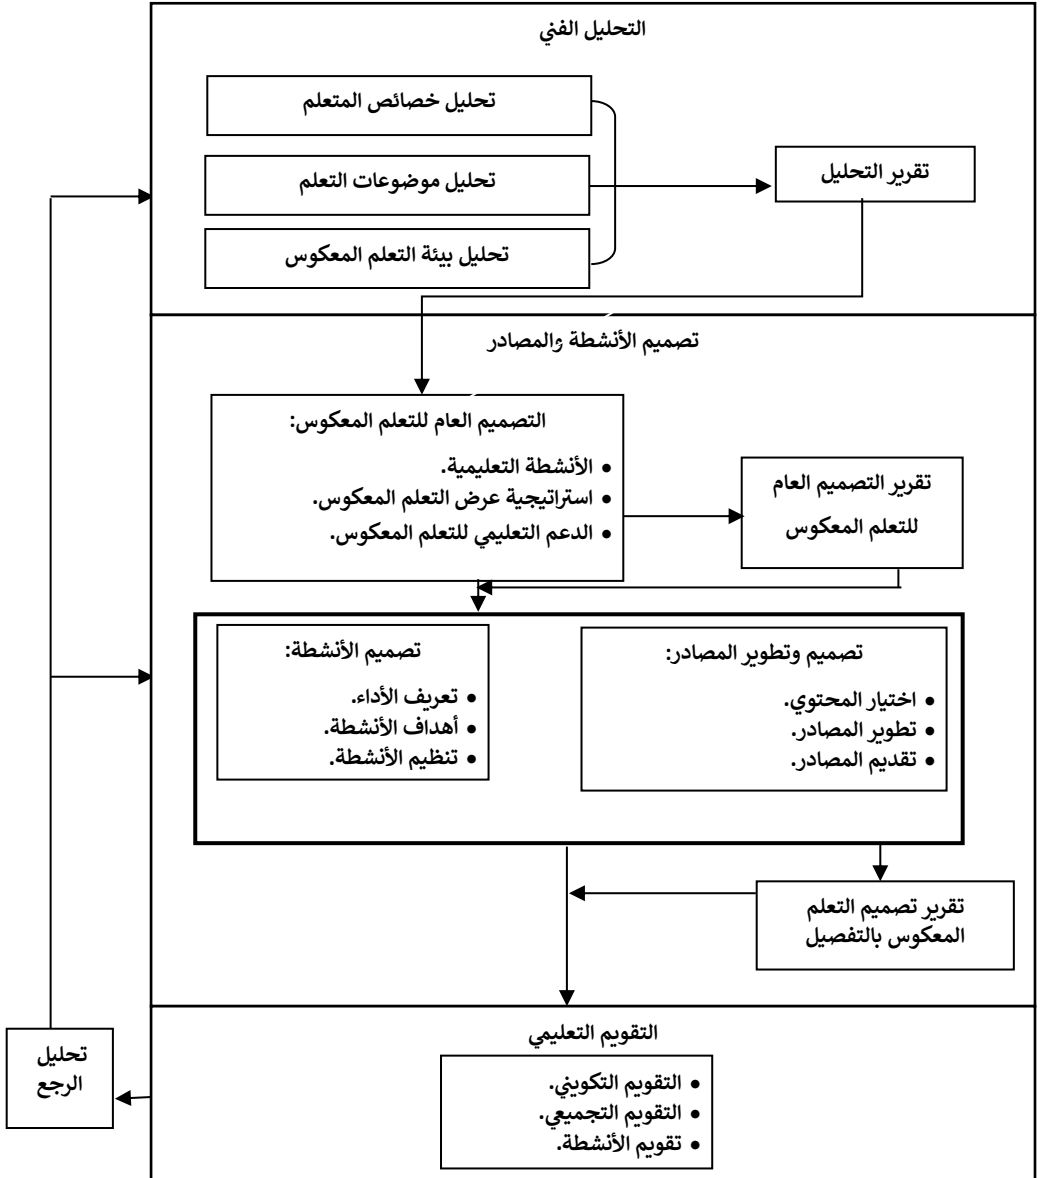 التحليل الفني
تحليل خصائص المتعلم
تحليل موضوعات التعلم
تحليل بيئة التعلم المعكوس
تقرير التحليل
تصميم الأنشطة والمصادر
التصميم العام للتعلم المعكوس:
• الأنشطة التعليمية.
• استراتيجية عرض التعلم المعكوس.
• الدعم التعليمي للتعلم المعكوس.
تقرير التصميم العام
للتعلم المعكوس
تصميم وتطوير المصادر:
• اختيار المحتوي.
• تطوير المصادر.
• تقديم المصادر.
تصميم الأنشطة:
• تعريف الأداء.
• أهداف الأنشطة.
• تنظيم الأنشطة.
تقرير تصميم التعلم
المعكوس بالتفصيل
التقويم التعليمي
• التقويم التكويني.
• التقويم التجميعي.
• تقويم الأنشطة.
تحليل
الرجع